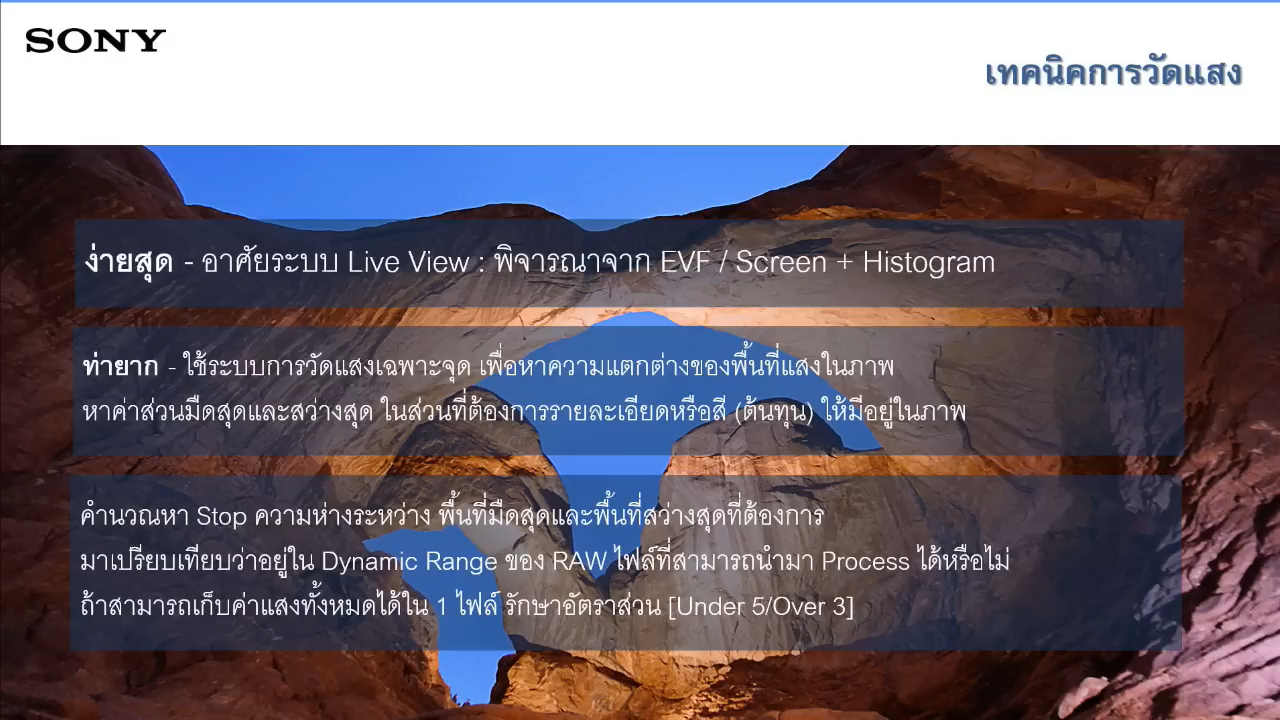 SONY
เทคนิคการวัดแสง
ง่ายสุด - อาศัยระบบ Live View : พิจารณาจาก EVF / Screen + Histogram
ท่ายาก - ใช้ระบบการวัดแสงเฉพาะจุด เพื่อหาความแตกต่างของพื้นที่แสงในภาพ
หาค่าส่วนมืดสุดและสว่างสุด ในส่วนที่ต้องการรายละเอียดหรือสี (ต้นทุน) ให้มีอยู่ในภาพ
คำนวณหา Stop ความห่างระหว่าง พื้นที่มืดสุดและพื้นที่สว่างสุดที่ต้องการ
มาเปรียบเทียบว่าอยู่ใน Dynamic Range ของ RAW ไฟล์ที่สามารถนำมา Process ได้หรือไม่
ถ้าสามารถเก็บค่าแสงทั้งหมดได้ใน 1 ไฟล์ รักษาอัตราส่วน [Under 5/Over 3]